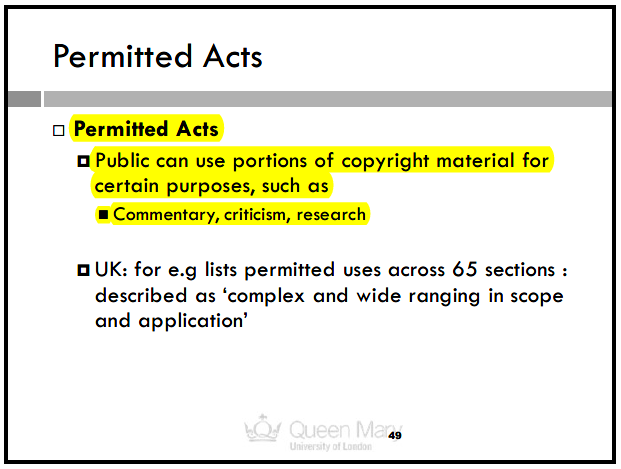 Permitted Acts
Permitted Acts
Public can use portions of copyright material for
certain purposes, such as
Commentary, criticism, research
UK: for e.g lists permitted uses across 65 sections :
described as ‘complex and wide ranging in scope
and application’
Queen Mary
University of London
49